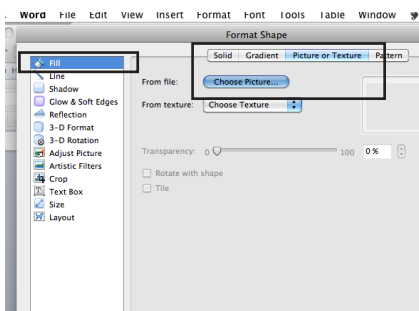 Word File Edit View Insert Format Font Tools Table Window
Format Shape
Solid Gradient Picture or Texture Pattern
Fill
Line
Shadow
Glow & Soft Edges
Reflection
3-D Format
3-D Rotation
Adjust Picture
Artistic Filters
Crop
Text Box
Size
Layout
From file: Choose Picture...
From texture: Choose Texture
Transparency: 0 100 0 %
Rotate with shape
Tile